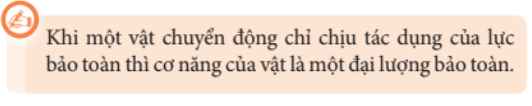 Khi một vật chuyển động chỉ chịu tác dụng của lực
bảo toàn thì cơ năng của vật là một đại lượng bảo toàn.